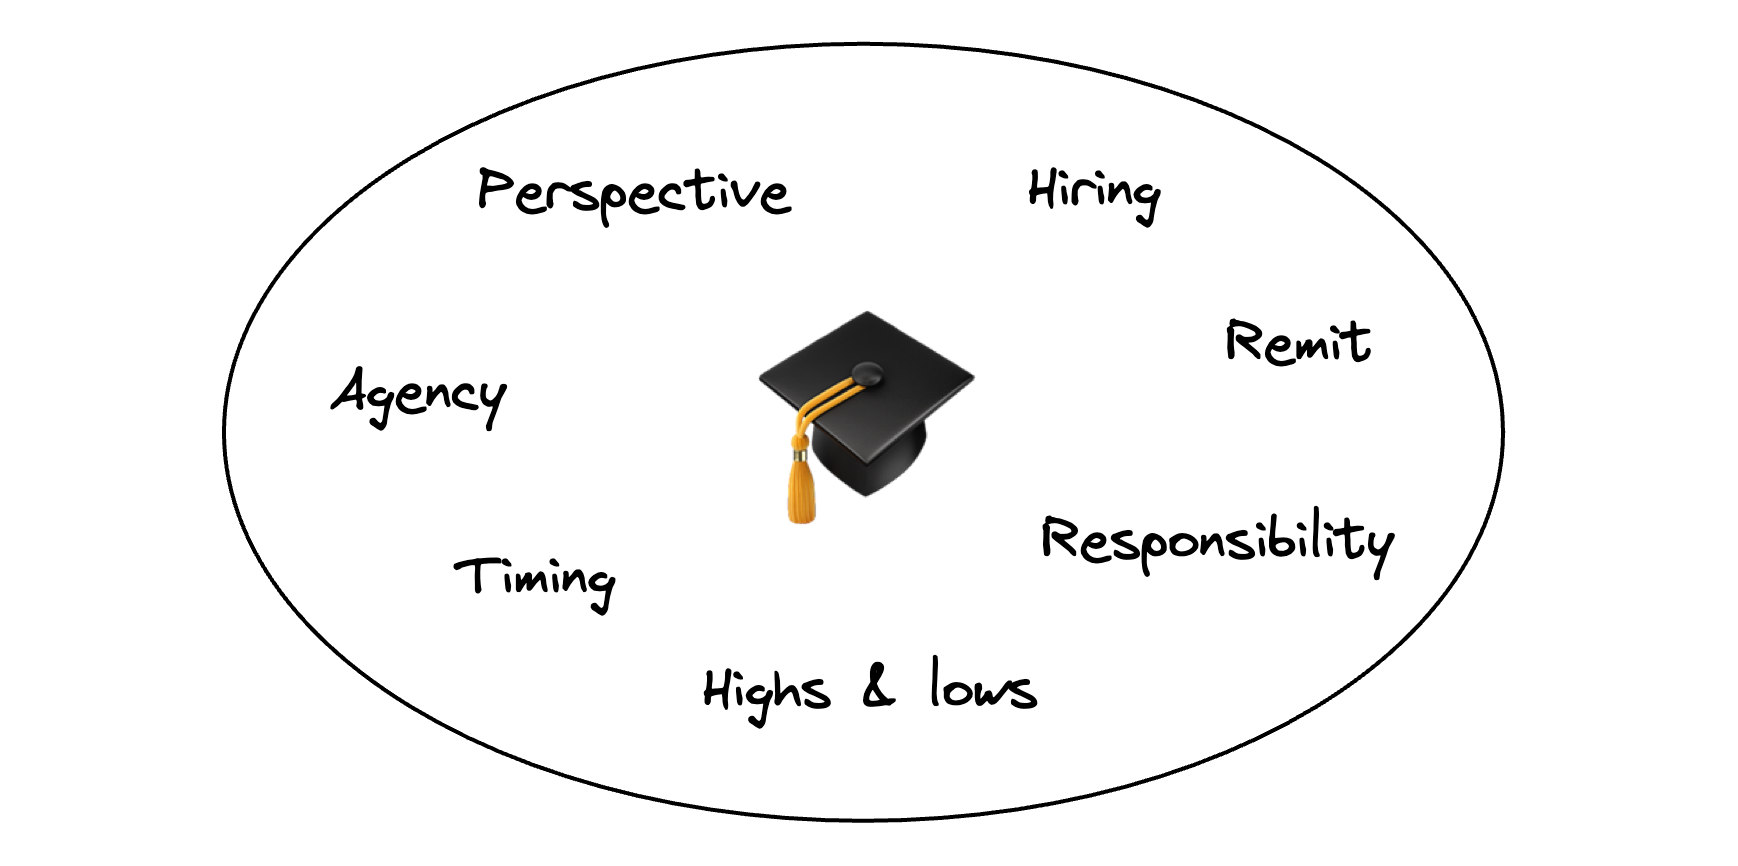 Perspective
Hiring
Remit
Agency
Responsibility
Timing
Highs & lows